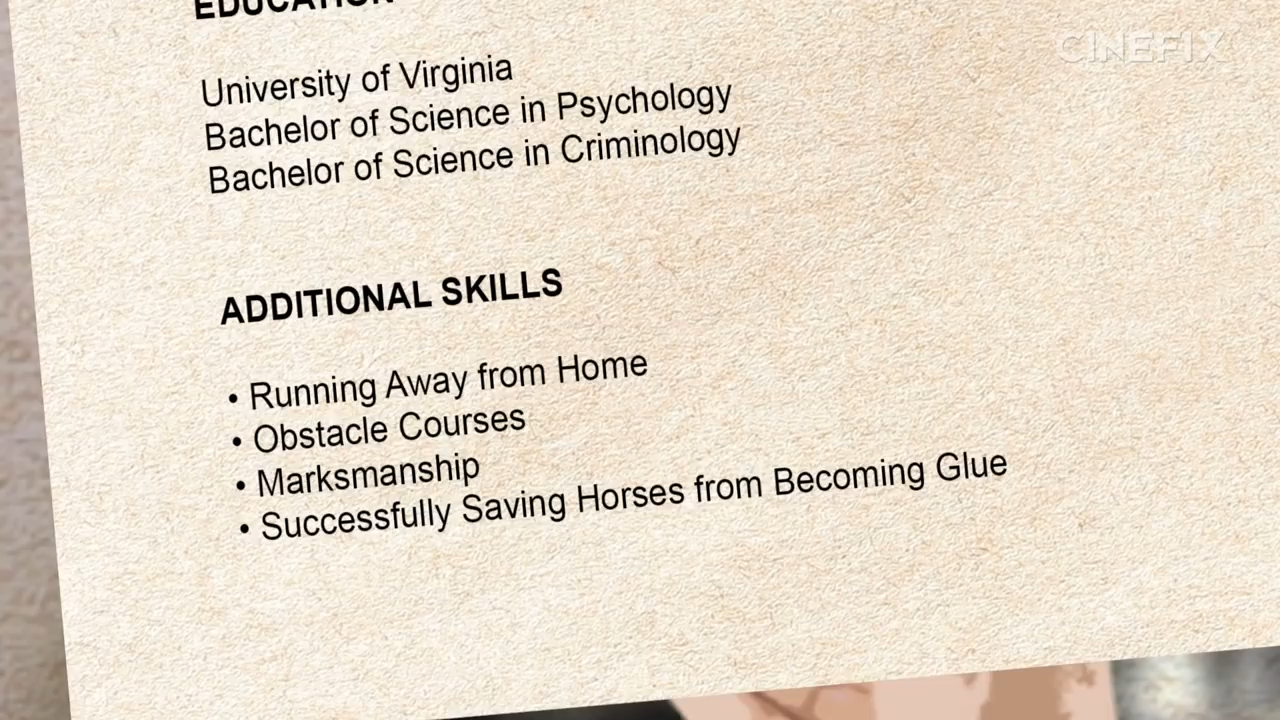 EDUCATION
CINEFIX
University of Virginia
Bachelor of Science in Psychology
Bachelor of Science in Criminology
ADDITIONAL SKILLS
• Running Away from Home
• Obstacle Courses
• Marksmanship
• Successfully Saving Horses from Becoming Glue